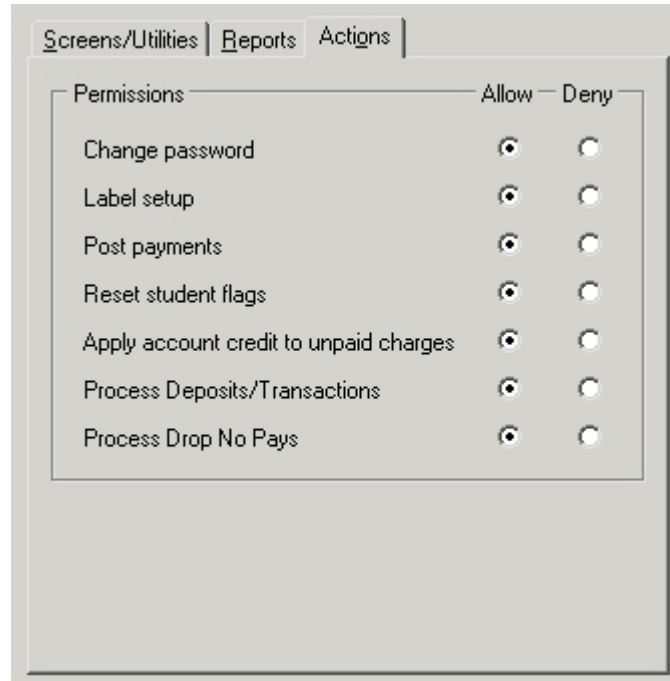 Screens/Utilities Reports Actions
Permissions Allow Deny
Change password
Label setup
Post payments
Reset student flags
Apply account credit to unpaid charges
Process Deposits/Transactions
Process Drop No Pays